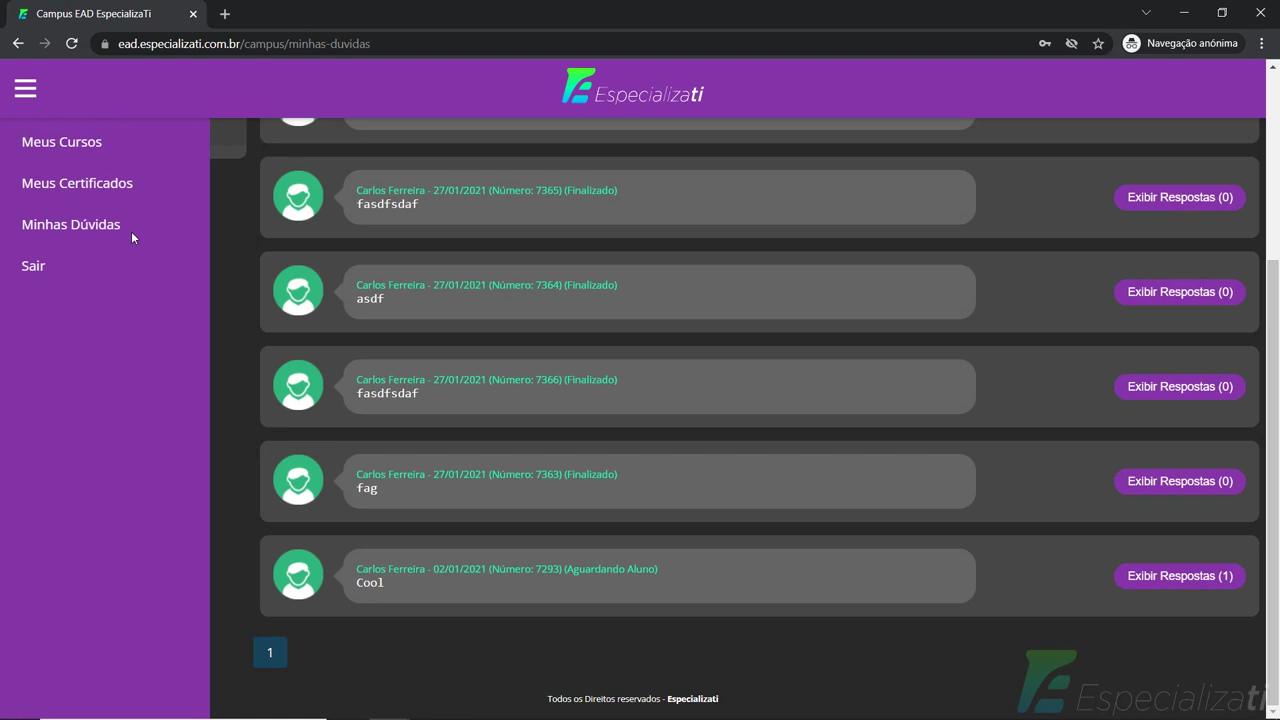 Campus EAD EspecializaTi
ead.especializati.com.br/campus/minhas-duvidas
Navegação anónima
Especializati
Meus Cursos
Meus Certificados
Minhas Dúvidas
Sair
Carlos Ferreira - 27/01/2021 (Número: 7365) (Finalizado)
fasdfsdaf
Exibir Respostas (0)
Carlos Ferreira - 27/01/2021 (Número: 7364) (Finalizado)
asdf
Exibir Respostas (0)
Carlos Ferreira - 27/01/2021 (Número: 7366) (Finalizado)
fasdfsdaf
Exibir Respostas (0)
Carlos Ferreira - 27/01/2021 (Número: 7363) (Finalizado)
fag
Exibir Respostas (0)
Carlos Ferreira - 02/01/2021 (Número: 7293) (Aguardando Aluno)
Cool
Exibir Respostas (1)
1
Todos os Direitos reservados - Especializati
Especializati